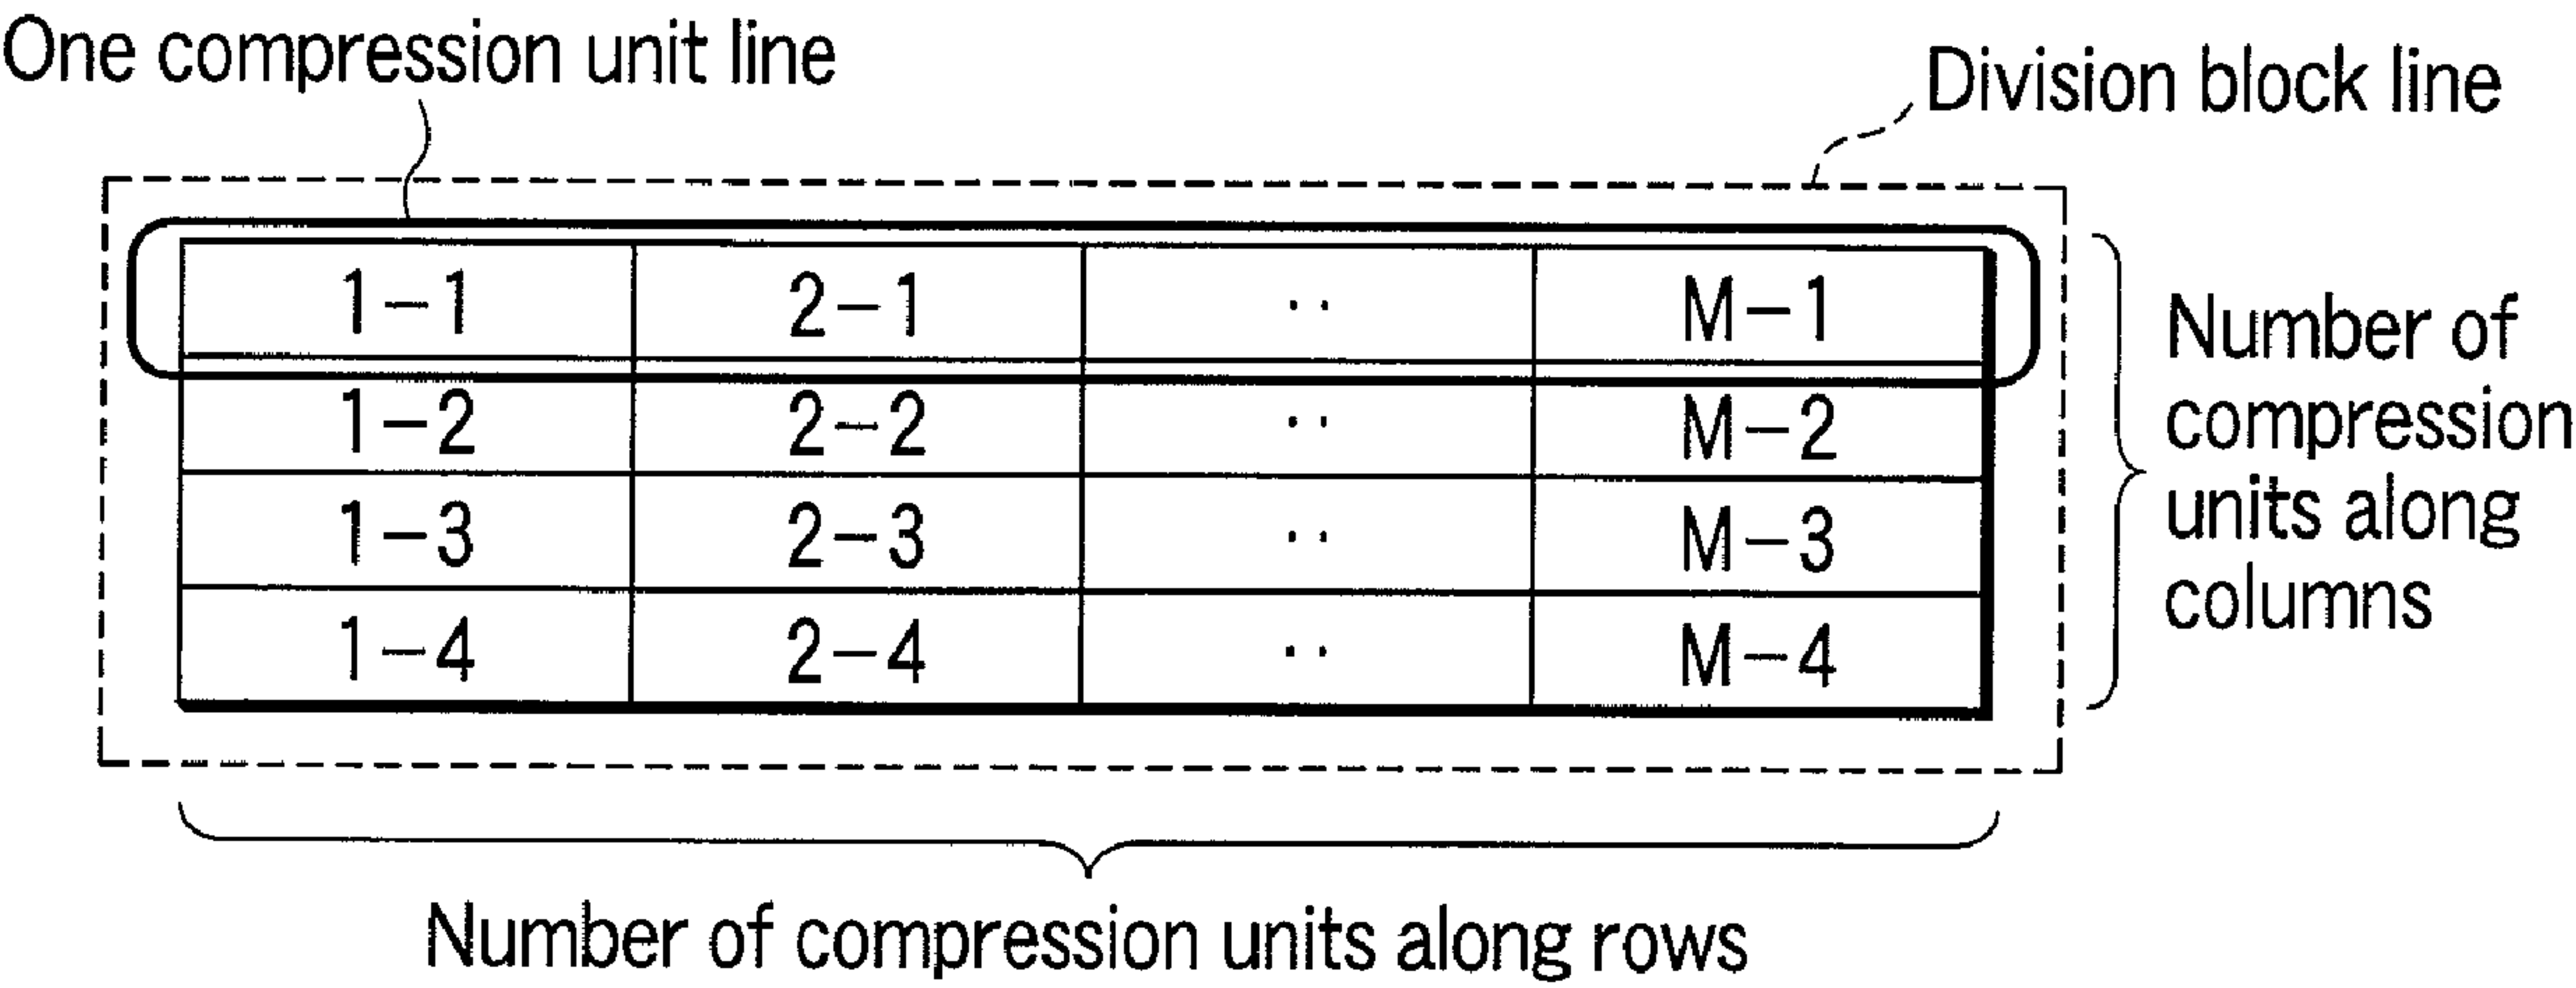 One compression unit line
Division block line
1-1 2-1 ·· M-1
1-2 2-2 ·· M-2
1-3 2-3 ·· M-3
1-4 2-4 ·· M-4
Number of
compression
units along
columns
Number of compression units along rows